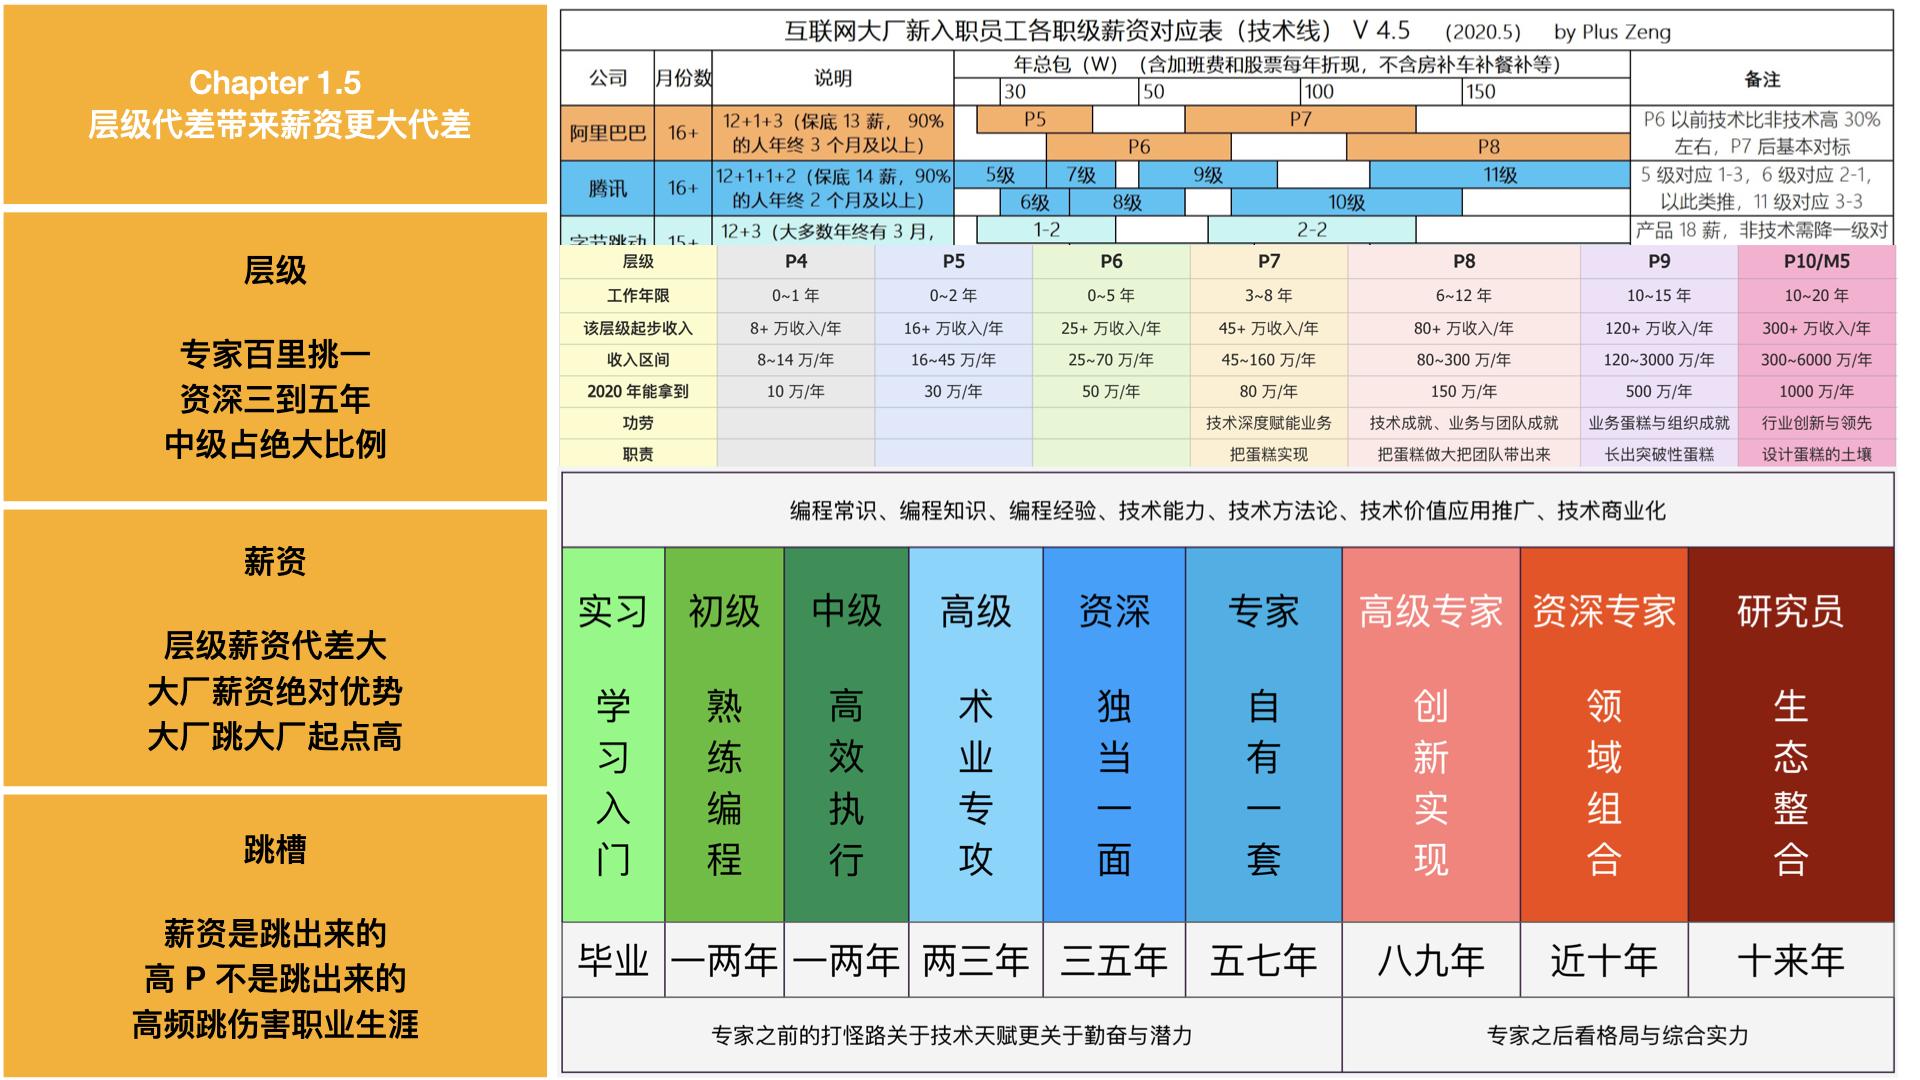 Chapter 1.5
层级代差带来薪资更大代差
层级
专家百里挑一
资深三到五年
中级占绝大比例
薪资
层级薪资代差大
大厂薪资绝对优势
大厂跳大厂起点高
跳槽
薪资是跳出来的
高 P 不是跳出来的
高频跳伤害职业生涯
互联网大厂新入职员工各职级薪资对应表（技术线） V 4.5 （2020.5） by Plus Zeng
公司 月份数 说明 年总包（W）（含加班费和股票每年折现，不含房补车补餐补等） 备注
30 50 100 150
阿里巴巴 16+ 12+1+3（保底 13 薪， 90%
的人年终 3 个月及以上）
P5 P7
P6 P8
P6 以前技术比非技术高 30%
左右，P7 后基本对标
腾讯 16+ 12+1+1+2（保底 14 薪，90%
的人年终 2 个月及以上）
5级 7级 9级 11级
6级 8级 10级
5 级对应 1-3，6 级对应 2-1，
以此类推，11 级对应 3-3
字节跳动 15+ 12+3（大多数年终有 3 月，
1-2 2-2
产品 18 薪，非技术需降一级对
层级 P4 P5 P6 P7 P8 P9 P10/M5
工作年限 0~1 年 0~2 年 0~5 年 3~8 年 6~12 年 10~15 年 10~20 年
该层级起步收入 8+ 万收入/年 16+ 万收入/年 25+ 万收入/年 45+ 万收入/年 80+ 万收入/年 120+ 万收入/年 300+ 万收入/年
收入区间 8~14 万/年 16~45 万/年 25~70 万/年 45~160 万/年 80~300 万/年 120~3000 万/年 300~6000 万/年
2020 年能拿到 10 万/年 30 万/年 50 万/年 80 万/年 150 万/年 500 万/年 1000 万/年
功劳 技术深度赋能业务 技术成就、业务与团队成就 业务蛋糕与组织成就 行业创新与领先
职责 把蛋糕实现 把蛋糕做大把团队带出来 长出突破性蛋糕 设计蛋糕的土壤
编程常识、编程知识、编程经验、技术能力、技术方法论、技术价值应用推广、技术商业化
实习 初级 中级 高级 资深 专家 高级专家 资深专家 研究员
学习入门 熟练编程 高效执行 术业专攻 独当一面 自有一套 创新实现 领域组合 生态整合
毕业 一两年 一两年 两三年 三五年 五七年 八九年 近十年 十来年
专家之前的打怪路关于技术天赋更关于勤奋与潜力 专家之后看格局与综合实力